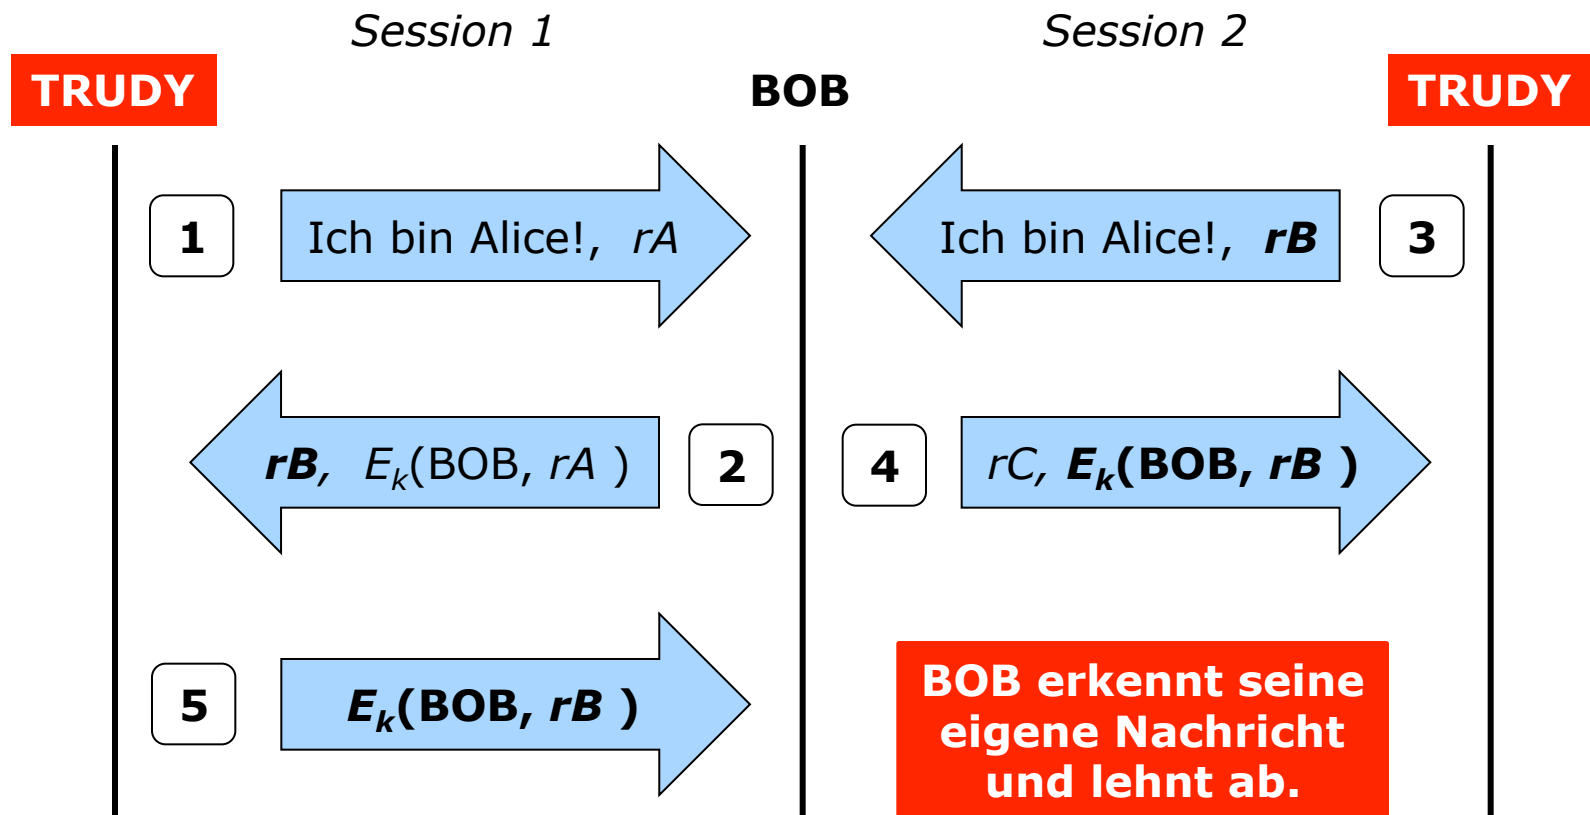 Session 1
Session 2
TRUDY
BOB
TRUDY
1
Ich bin Alice!, rA
Ich bin Alice!, rB
3
rB, Ek(BOB, rA )
2
4
rC, Ek(BOB, rB )
5
Ek(BOB, rB )
BOB erkennt seine
eigene Nachricht
und lehnt ab.